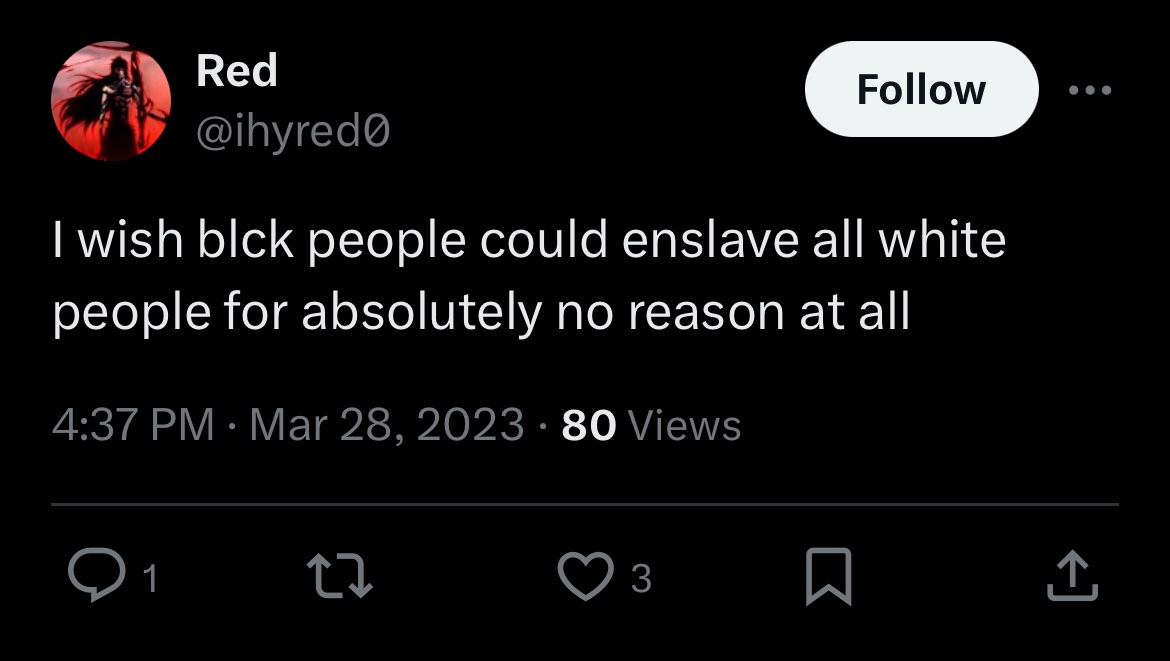 Red
@ihyred0
Follow
I wish blck people could enslave all white
people for absolutely no reason at all
4:37 PM · Mar 28, 2023 · 80 Views
1
3